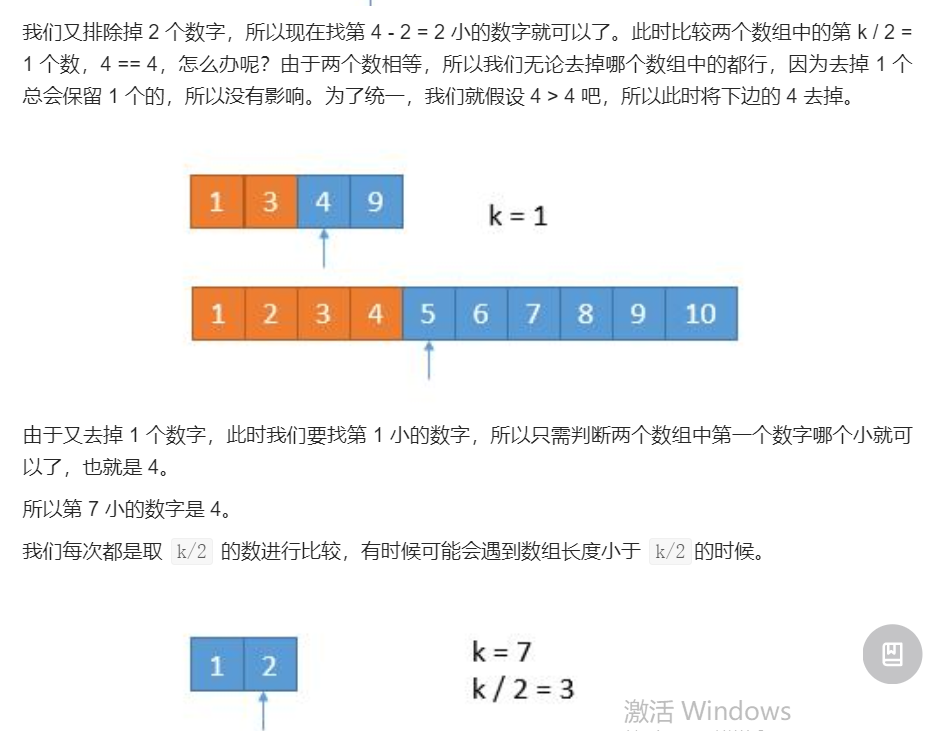 我们又排除掉 2 个数字，所以现在找第 4 - 2 = 2 小的数字就可以了。此时比较两个数组中的第 k / 2 =
1 个数，4 == 4，怎么办呢？由于两个数相等，所以我们无论去掉哪个数组中的都行，因为去掉 1 个
总会保留 1 个的，所以没有影响。为了统一，我们就假设 4 > 4 吧，所以此时将下边的 4 去掉。
1 3 4 9
k = 1
1 2 3 4 5 6 7 8 9 10
由于又去掉 1 个数字，此时我们要找第 1 小的数字，所以只需判断两个数组中第一个数字哪个小就可
以了，也就是 4。
所以第 7 小的数字是 4。
我们每次都是取 k/2 的数进行比较，有时候可能会遇到数组长度小于 k/2 的时候。
1 2
k = 7
k / 2 = 3
激活 Windows